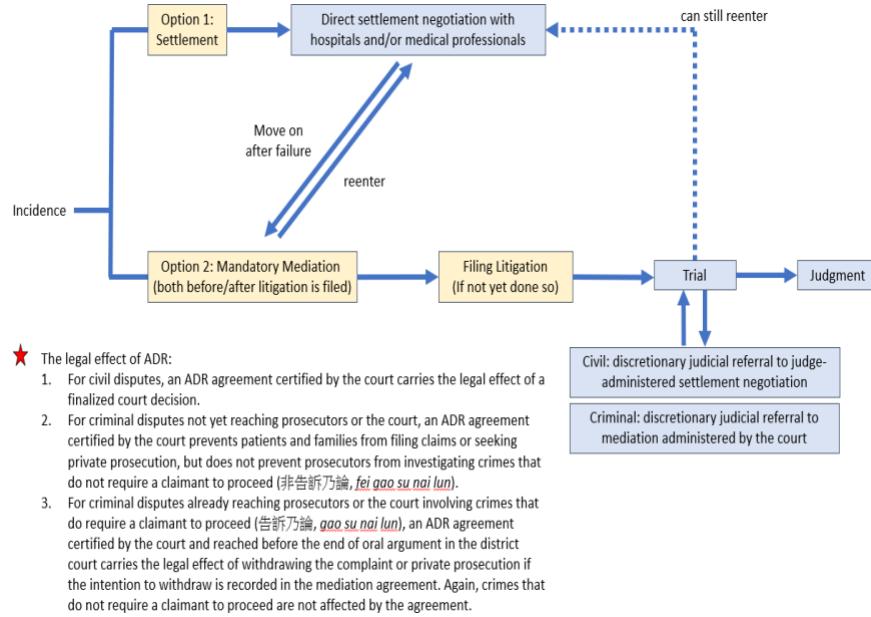 Option 1:
Settlement
Direct settlement negotiation with
hospitals and/or medical professionals
can still reenter
Move on
after failure
reenter
Incidence
Option 2: Mandatory Mediation
(both before/after litigation is filed)
Filing Litigation
(If not yet done so)
Trial
Judgment
Civil: discretionary judicial referral to judge-
administered settlement negotiation
Criminal: discretionary judicial referral to
mediation administered by the court
The legal effect of ADR:
1. For civil disputes, an ADR agreement certified by the court carries the legal effect of a
finalized court decision.
2. For criminal disputes not yet reaching prosecutors or the court, an ADR agreement
certified by the court prevents patients and families from filing claims or seeking
private prosecution, but does not prevent prosecutors from investigating crimes that
do not require a claimant to proceed (非告訴乃論, fei gao su nai lun).
3. For criminal disputes already reaching prosecutors or the court involving crimes that
do require a claimant to proceed (告訴乃論, gao su nai lun), an ADR agreement
certified by the court and reached before the end of oral argument in the district
court carries the legal effect of withdrawing the complaint or private prosecution if
the intention to withdraw is recorded in the mediation agreement. Again, crimes that
do not require a claimant to proceed are not affected by the agreement.